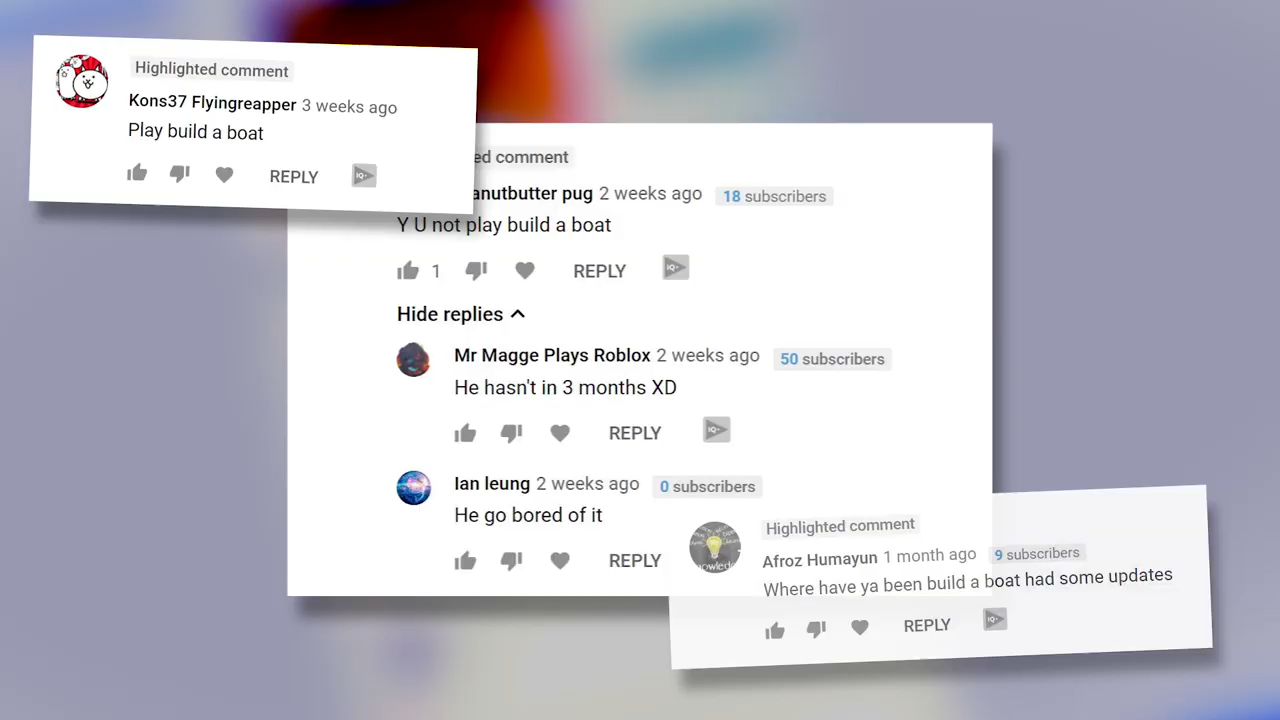 Highlighted comment
Kons37 Flyingreapper 3 weeks ago
Play build a boat
REPLY
comment
anutbutter pug 2 weeks ago 18 subscribers
Y U not play build a boat
1 REPLY
Hide replies
Mr Magge Plays Roblox 2 weeks ago 50 subscribers
He hasn't in 3 months XD
REPLY
Ian leung 2 weeks ago 0 subscribers
He go bored of it
REPLY
Highlighted comment
Afroz Humayun 1 month ago 9 subscribers
Where have ya been build a boat had some updates
REPLY